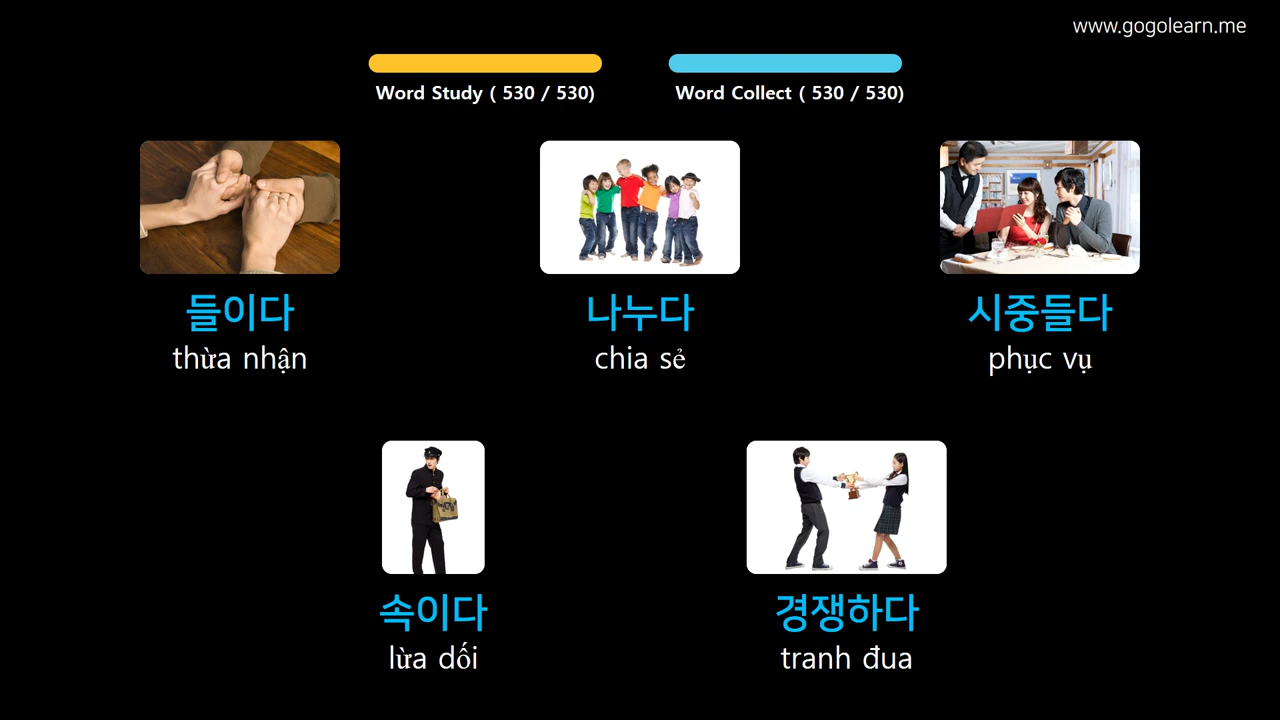 www.gogolearn.me
Word Study ( 530 / 530)
Word Collect ( 530 / 530)
들이다
thừa nhận
나누다
chia sẻ
시중들다
phục vụ
속이다
lừa dối
경쟁하다
tranh đua